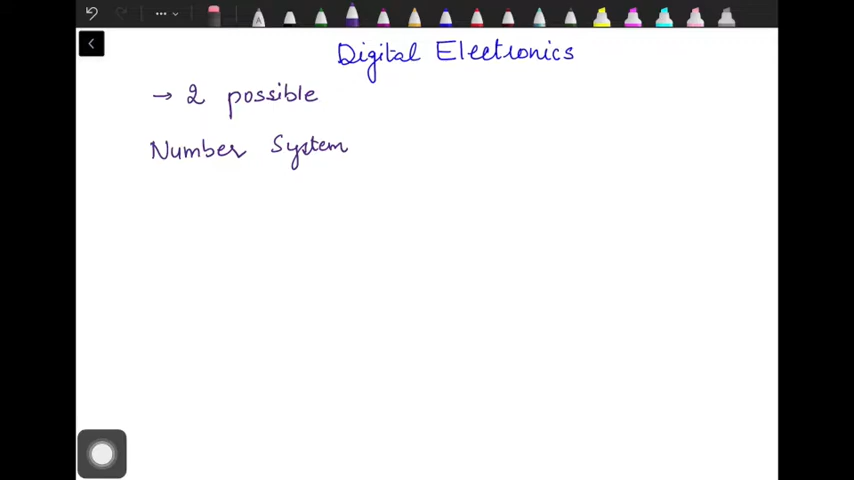 Digital Electronics
→ 2 possible
Number System